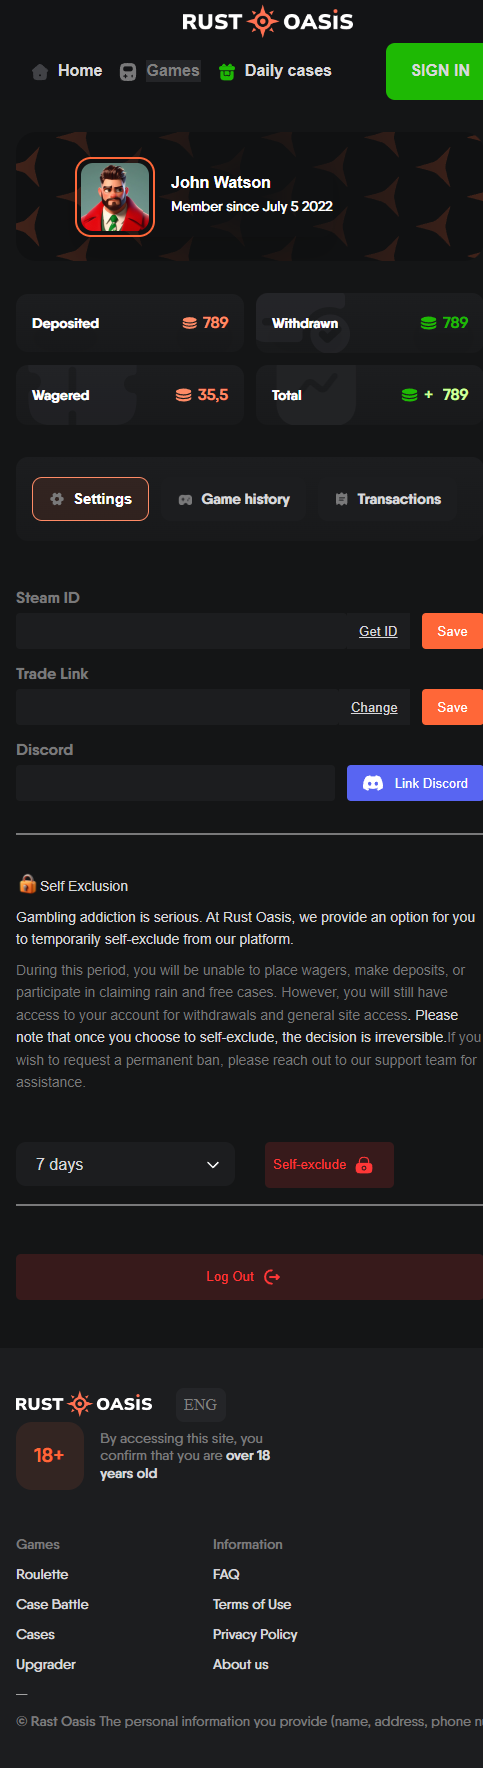 RUST OASIS
Home Games Daily cases SIGN IN
John Watson
Member since July 5 2022
Deposited 789 Withdrawn 789
Wagered 35,5 Total + 789
Settings Game history Transactions
Steam ID
Get ID Save
Trade Link
Change Save
Discord
Link Discord
Self Exclusion
Gambling addiction is serious. At Rust Oasis, we provide an option for you
to temporarily self-exclude from our platform.
During this period, you will be unable to place wagers, make deposits, or
participate in claiming rain and free cases. However, you will still have
access to your account for withdrawals and general site access. Please
note that once you choose to self-exclude, the decision is irreversible.If you
wish to request a permanent ban, please reach out to our support team for
assistance.
7 days Self-exclude
Log Out
RUST OASIS ENG
18+
By accessing this site, you
confirm that you are over 18
years old
Games Information
Roulette FAQ
Case Battle Terms of Use
Cases Privacy Policy
Upgrader About us
—
© Rast Oasis The personal information you provide (name, address, phone